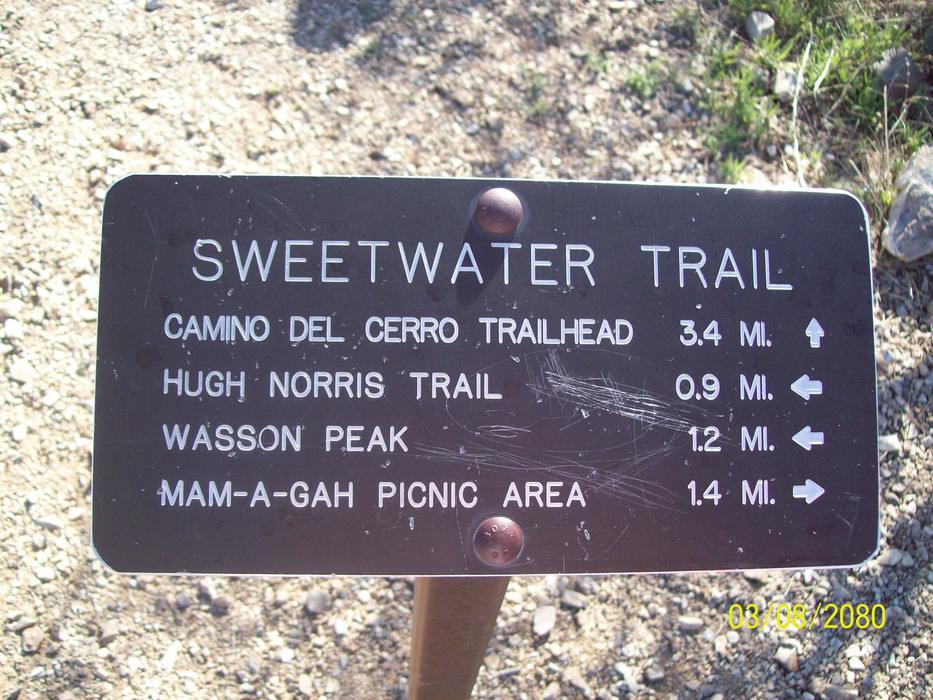 SWEETWATER TRAIL
CAMINO DEL CERRO TRAILHEAD 3.4 MI. ↑
HUGH NORRIS TRAIL 0.9 MI. ←
WASSON PEAK 1.2 MI. ←
MAM-A-GAH PICNIC AREA 1.4 MI. →
03/08/2080